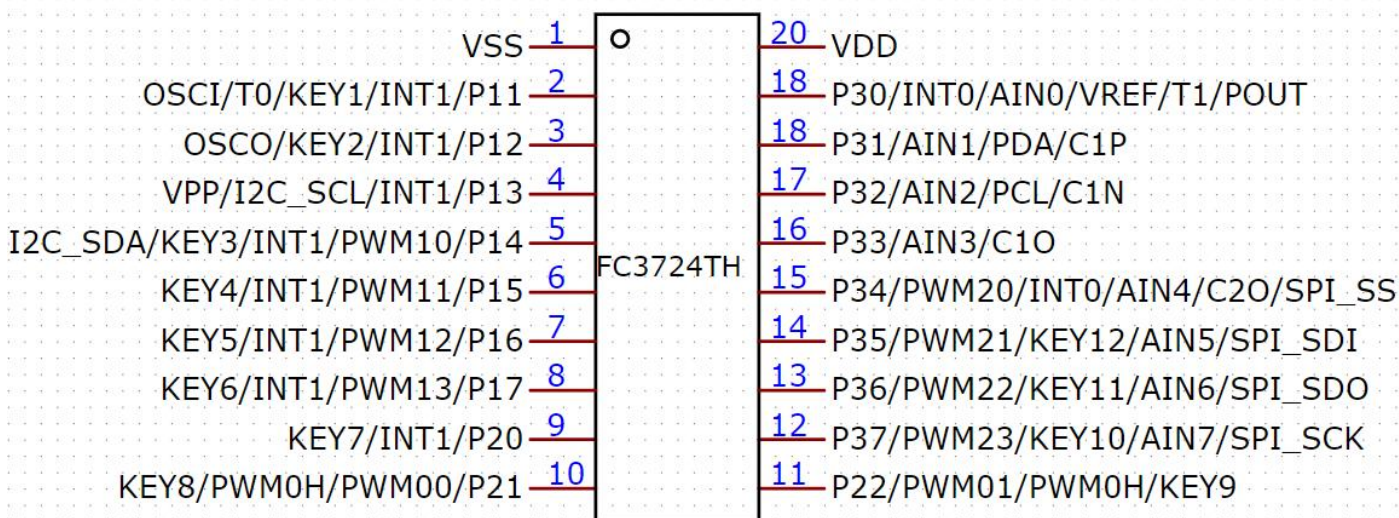 VSS 1 20 VDD
OSCI/T0/KEY1/INT1/P11 2 18 P30/INT0/AIN0/VREF/T1/POUT
OSCO/KEY2/INT1/P12 3 18 P31/AIN1/PDA/C1P
VPP/I2C_SCL/INT1/P13 4 17 P32/AIN2/PCL/C1N
I2C_SDA/KEY3/INT1/PWM10/P14 5 16 P33/AIN3/C1O
FC3724TH
KEY4/INT1/PWM11/P15 6 15 P34/PWM20/INT0/AIN4/C2O/SPI_SS
KEY5/INT1/PWM12/P16 7 14 P35/PWM21/KEY12/AIN5/SPI_SDI
KEY6/INT1/PWM13/P17 8 13 P36/PWM22/KEY11/AIN6/SPI_SDO
KEY7/INT1/P20 9 12 P37/PWM23/KEY10/AIN7/SPI_SCK
KEY8/PWM0H/PWM00/P21 10 11 P22/PWM01/PWM0H/KEY9